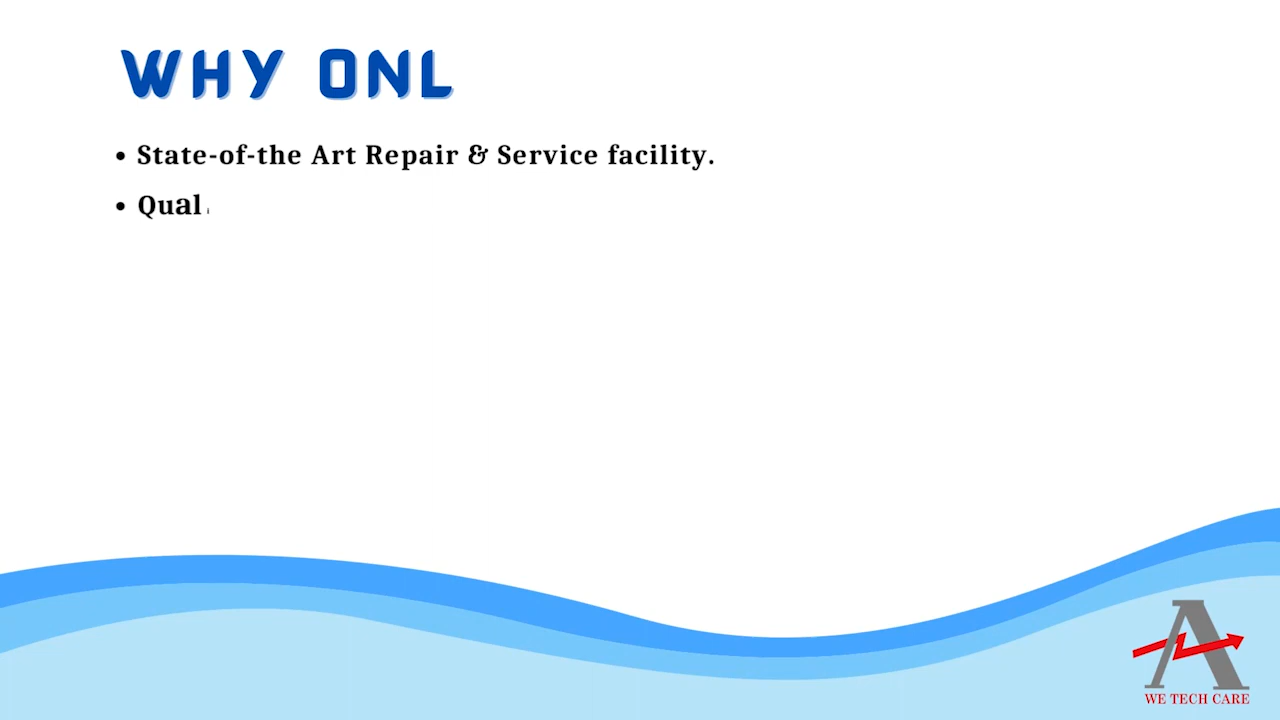 WHY ONL
• State-of-the Art Repair & Service facility.
• Qual
WE TECH CARE